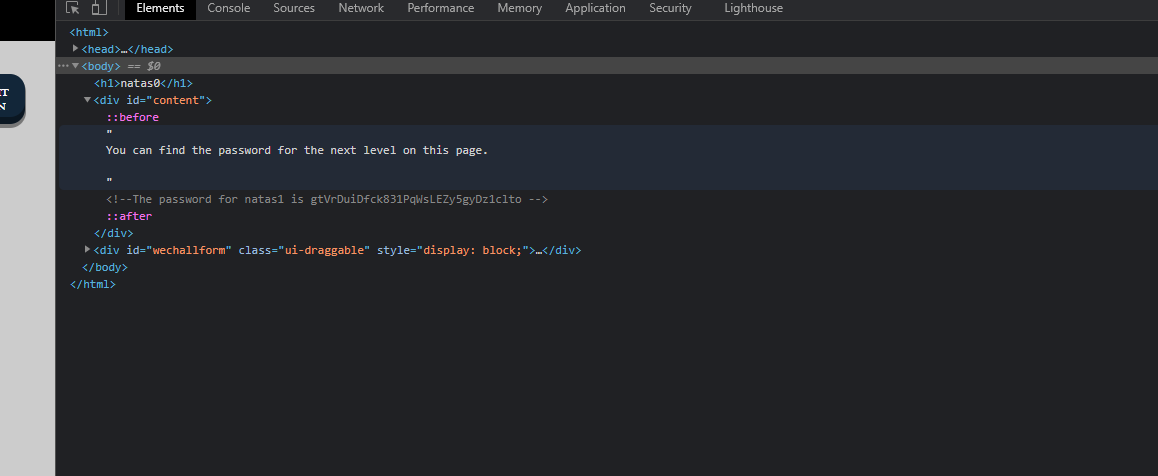 Elements Console Sources Network Performance Memory Application Security Lighthouse
<html>
<head>…</head>
<body> == $0
<h1>natas0</h1>
<div id="content">
::before
"
You can find the password for the next level on this page.
"
<!--The password for natas1 is gtVrDuiDfck831PqWsLEZy5gyDz1clto -->
::after
</div>
<div id="wechallform" class="ui-draggable" style="display: block;">…</div>
</body>
</html>